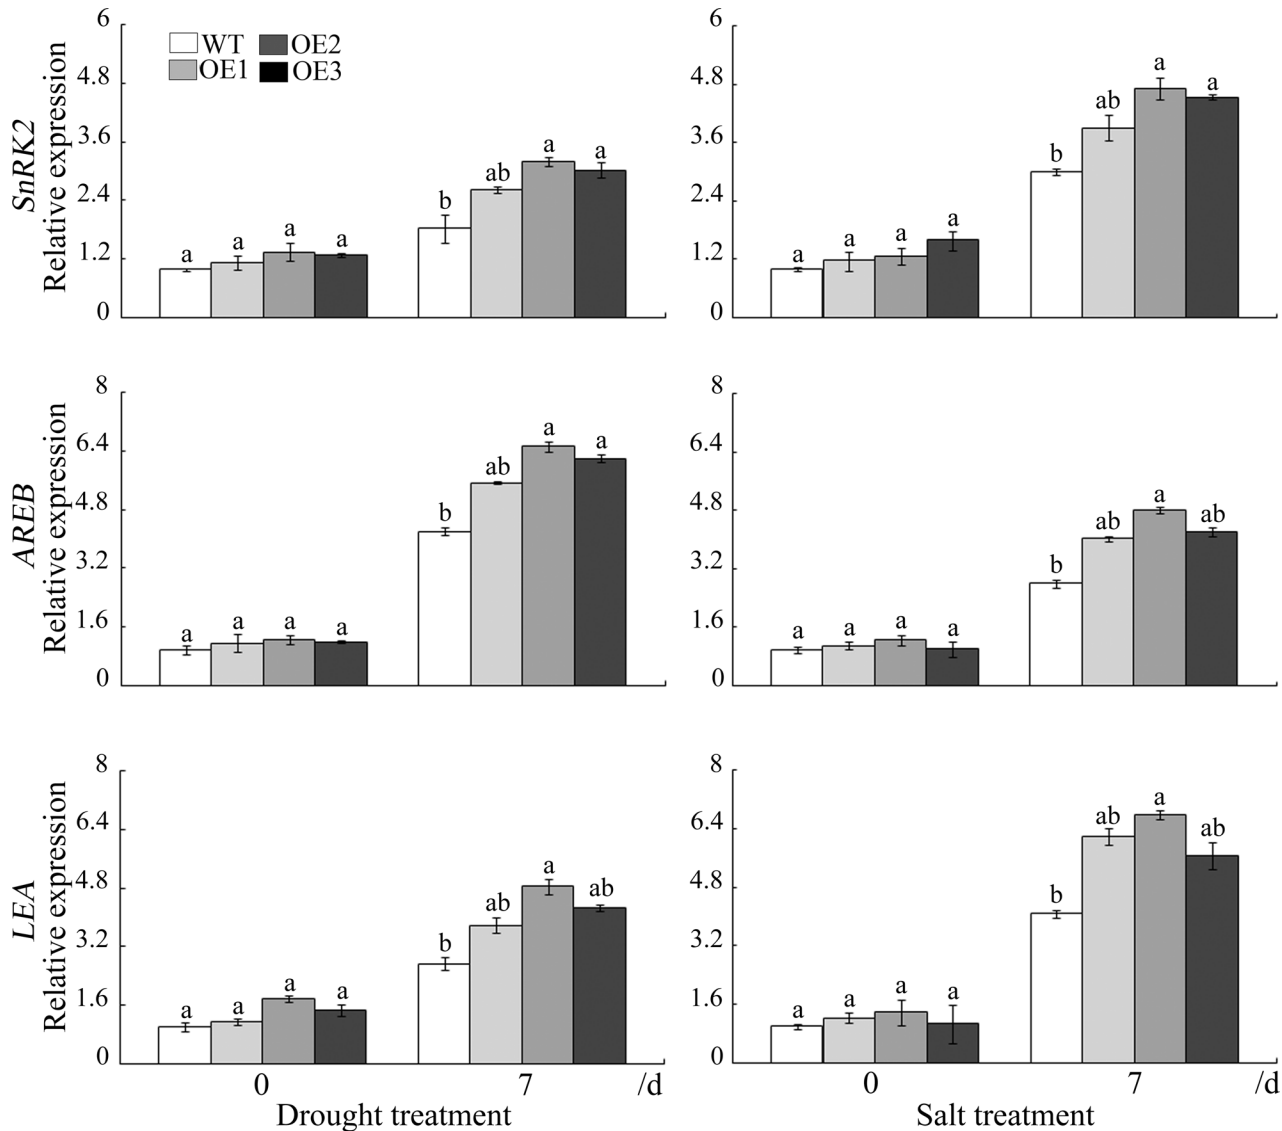 SnRK2
Relative expression
6
4.8
3.6
2.4
1.2
0
WT
OE2
OE1
OE3
a
a
a
a
b
ab
a
a
6
4.8
3.6
2.4
1.2
0
a
a
a
a
b
ab
a
a
AREB
Relative expression
8
6.4
4.8
3.2
1.6
0
a
a
a
a
b
ab
a
a
8
6.4
4.8
3.2
1.6
0
a
a
a
a
b
ab
a
ab
LEA
Relative expression
8
6.4
4.8
3.2
1.6
0
a
a
a
a
b
ab
a
ab
8
6.4
4.8
3.2
1.6
0
a
a
a
a
b
ab
a
ab
0 7 /d
Drought treatment
0 7 /d
Salt treatment